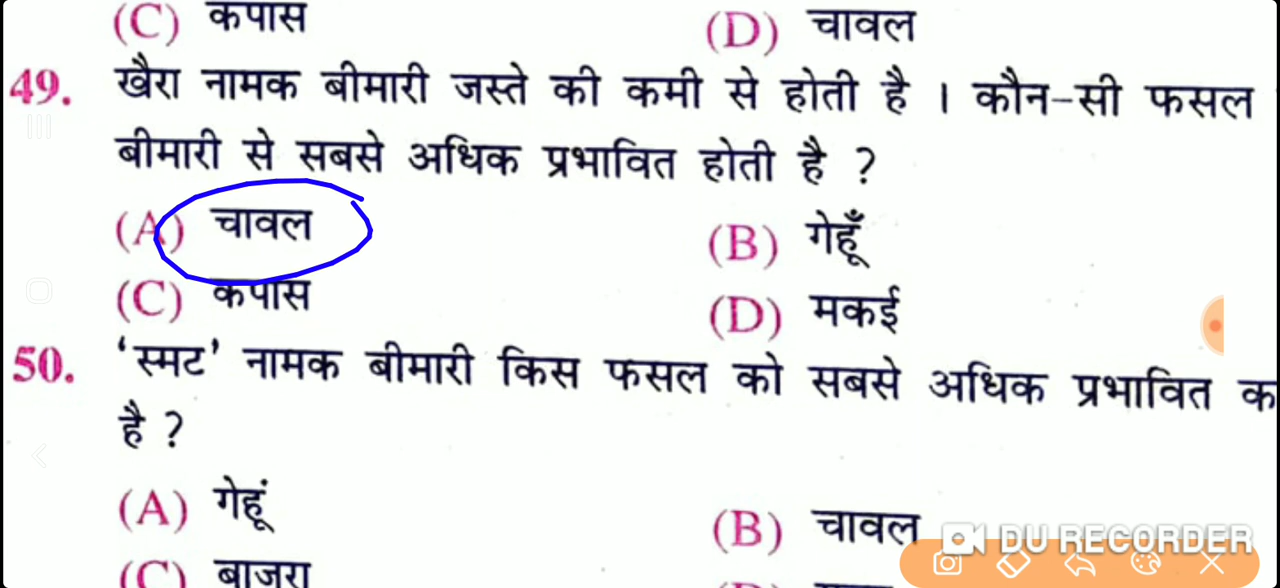 (C) कपास (D) चावल
49. खैरा नामक बीमारी जस्ते की कमी से होती है । कौन-सी फसल
बीमारी से सबसे अधिक प्रभावित होती है ?
(A) चावल (B) गेहूँ
(C) कपास (D) मकई
50. ‘स्मट’ नामक बीमारी किस फसल को सबसे अधिक प्रभावित क
है ?
(A) गेहूं (B) चावल
(C) बाजरा
DU RECORDER